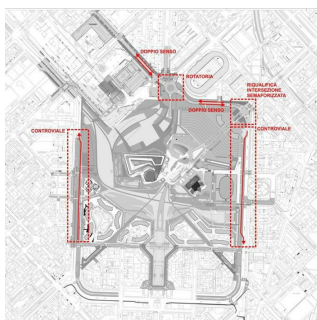 DOPPIO SENSO
ROTATORIA
RIQUALIFICA
INTERSEZIONE
SEMAFORIZZATA
DOPPIO SENSO
CONTROVIALE
CONTROVIALE